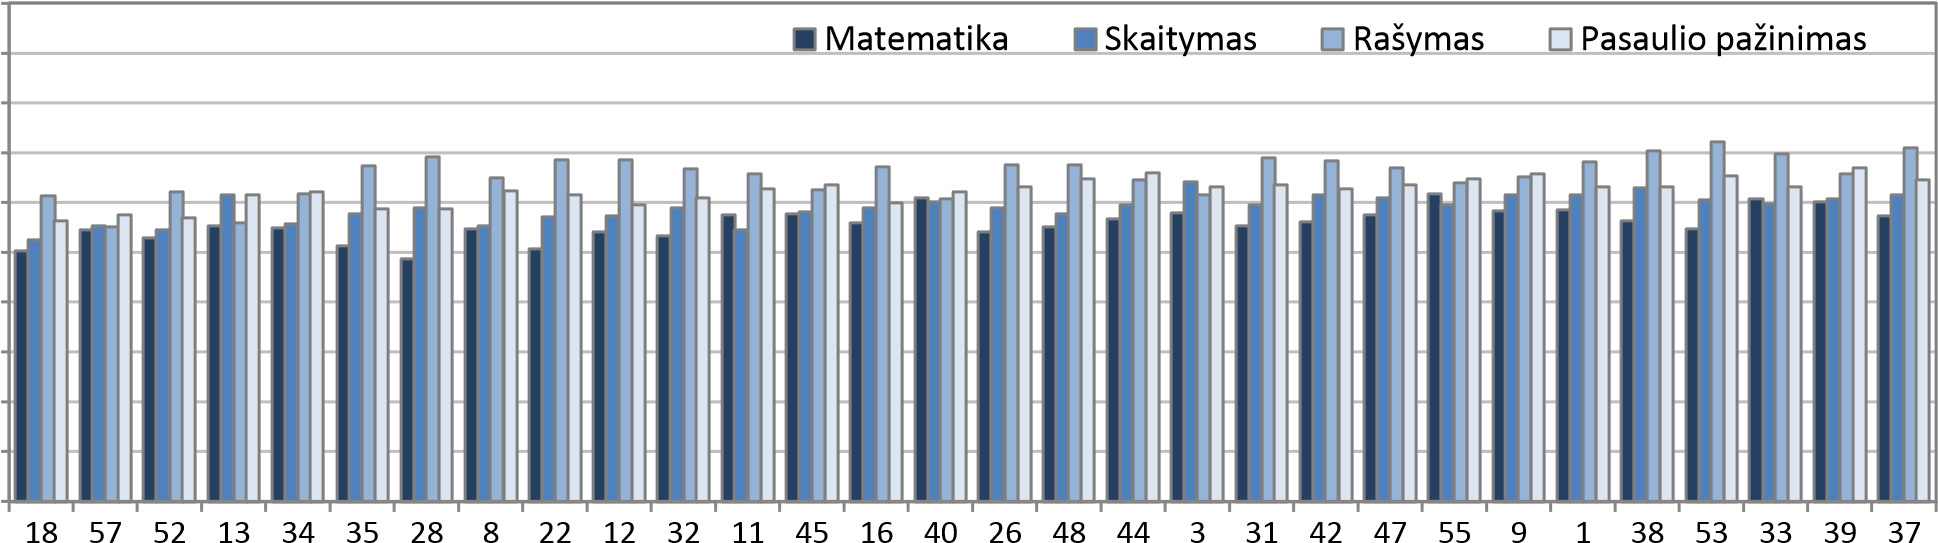 Matematika Skaitymas Rašymas Pasaulio pažinimas
18 57 52 13 34 35 28 8 22 12 32 11 45 16 40 26 48 44 3 31 42 47 55 9 1 38 53 33 39 37